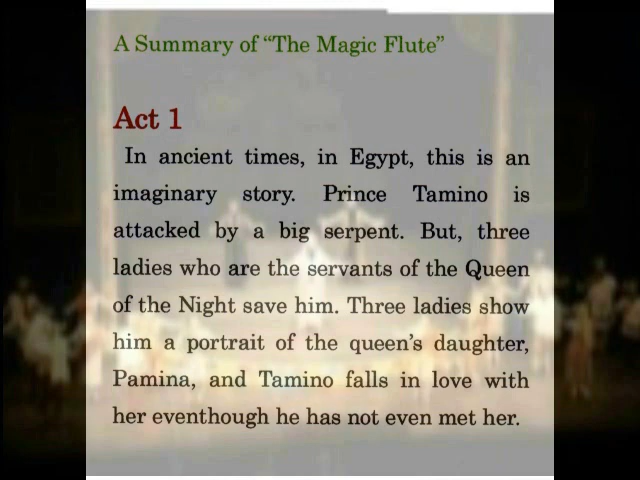 A Summary of “The Magic Flute”
Act 1
In ancient times, in Egypt, this is an
imaginary story. Prince Tamino is
attacked by a big serpent. But, three
ladies who are the servants of the Queen
of the Night save him. Three ladies show
him a portrait of the queen’s daughter,
Pamina, and Tamino falls in love with
her eventhough he has not even met her.